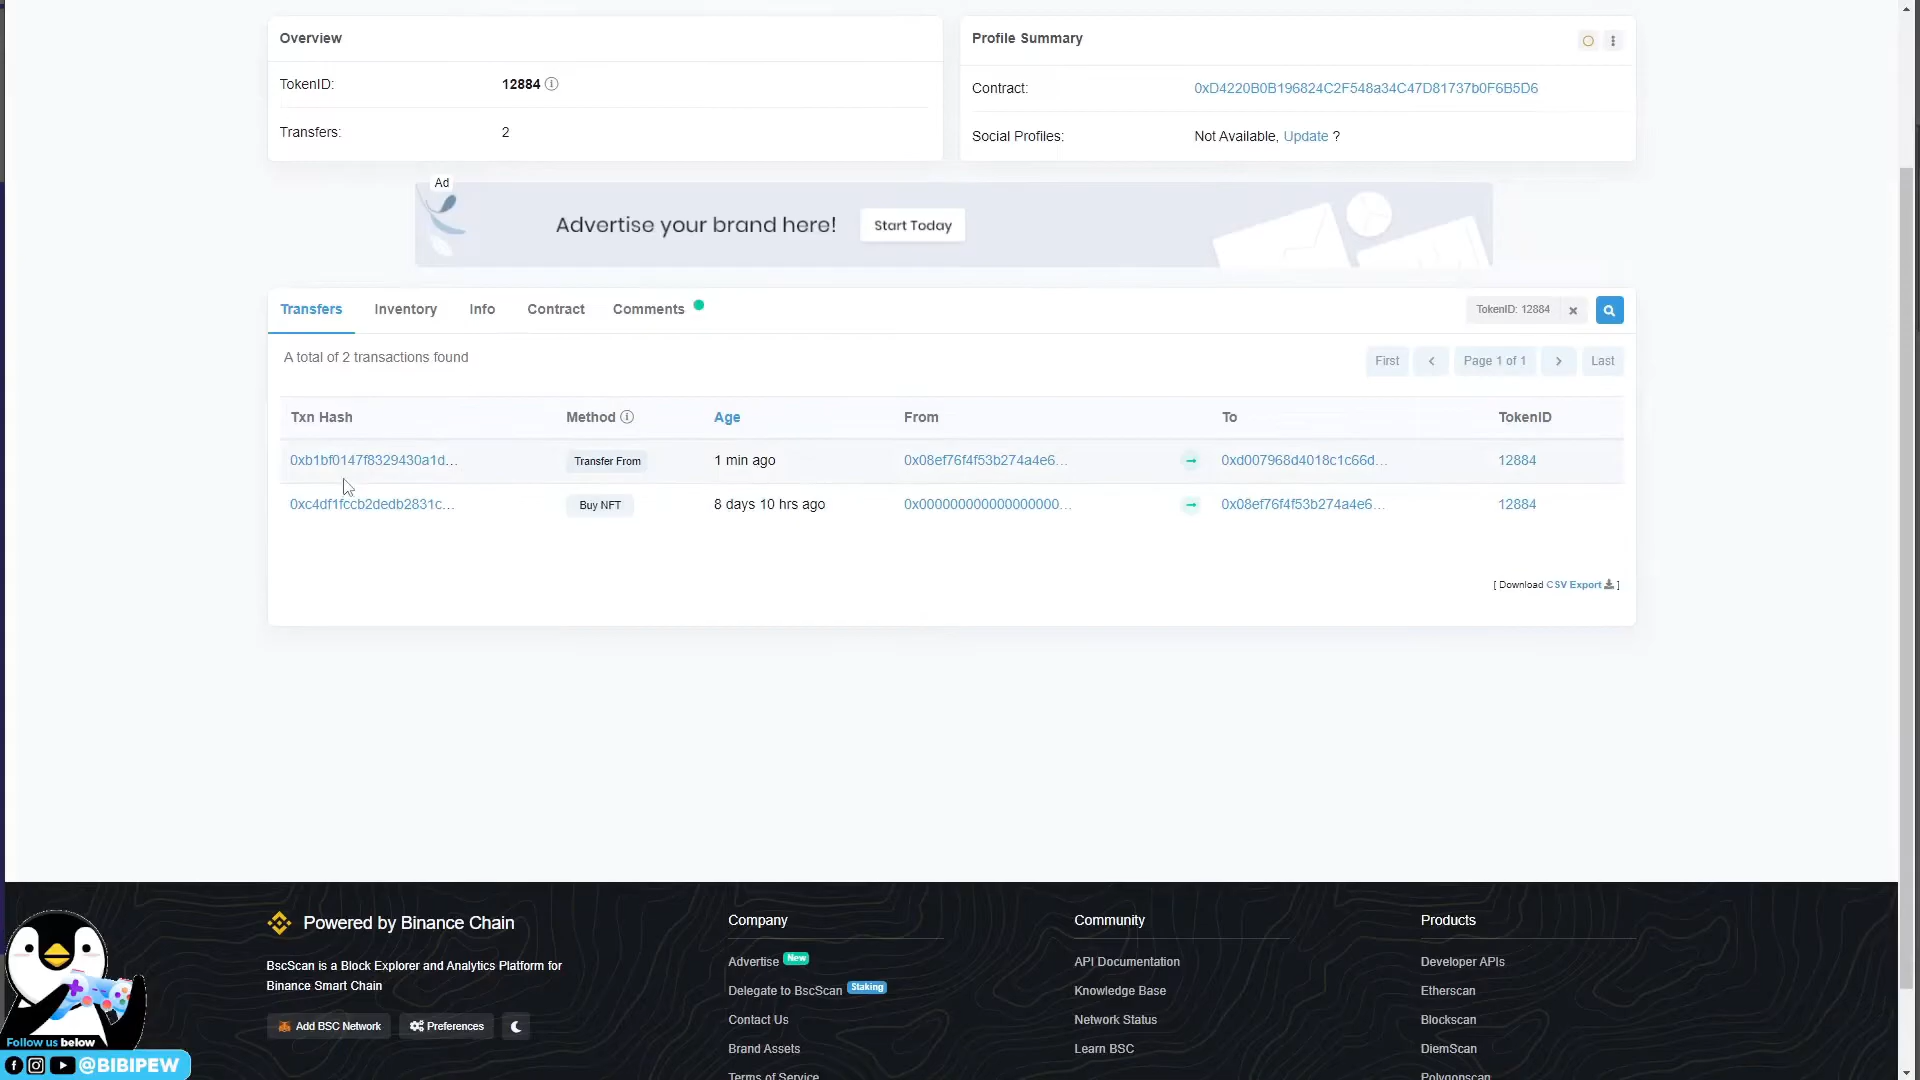 Overview
Profile Summary
TokenID: 12884
Contract: 0xD4220B0B196824C2F548a34C47D81737b0F6B5D6
Transfers: 2
Social Profiles: Not Available, Update ?
Ad
Advertise your brand here! Start Today
Transfers Inventory Info Contract Comments TokenID: 12884
A total of 2 transactions found
First Page 1 of 1 Last
Txn Hash Method Age From To TokenID
0xb1bf0147f8329430a1d... Transfer From 1 min ago 0x08ef76f4f53b274a4e6... 0xd007968d4018c1c66d... 12884
0xc4df1fccb2dedb2831c... Buy NFT 8 days 10 hrs ago 0x000000000000000000... 0x08ef76f4f53b274a4e6... 12884
[ Download CSV Export ]
Powered by Binance Chain
BscScan is a Block Explorer and Analytics Platform for
Binance Smart Chain
Add BSC Network Preferences
Company
Advertise New
Delegate to BscScan Staking
Contact Us
Brand Assets
Terms of Service
Community
API Documentation
Knowledge Base
Network Status
Learn BSC
Products
Developer APIs
Etherscan
Blockscan
DiemScan
Polygonscan
Follow us below
@BIBIPEW